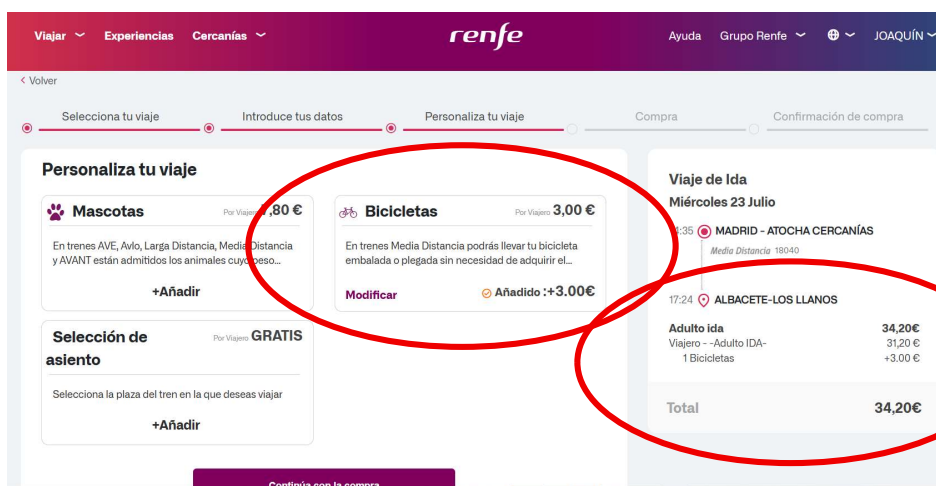 Viajar Experiencias Cercanías renfe Ayuda Grupo Renfe JOAQUÍN
< Volver
Selecciona tu viaje Introduce tus datos Personaliza tu viaje Compra Confirmación de compra
Personaliza tu viaje
Mascotas Por Viajero ,80 €
En trenes AVE, Avlo, Larga Distancia, Media Distancia
y AVANT están admitidos los animales cuyo peso...
+Añadir
Bicicletas Por Viajero 3,00 €
En trenes Media Distancia podrás llevar tu bicicleta
embalada o plegada sin necesidad de adquirir el...
Modificar Añadido :+3.00€
Selección de
asiento
Por Viajero GRATIS
Selecciona la plaza del tren en la que deseas viajar
+Añadir
Continúa con la compra
Viaje de Ida
Miércoles 23 Julio
:35 MADRID - ATOCHA CERCANÍAS
Media Distancia 18040
17:24 ALBACETE-LOS LLANOS
Adulto ida 34,20€
Viajero - -Adulto IDA- 31,20 €
1 Bicicletas +3.00 €
Total 34,20€